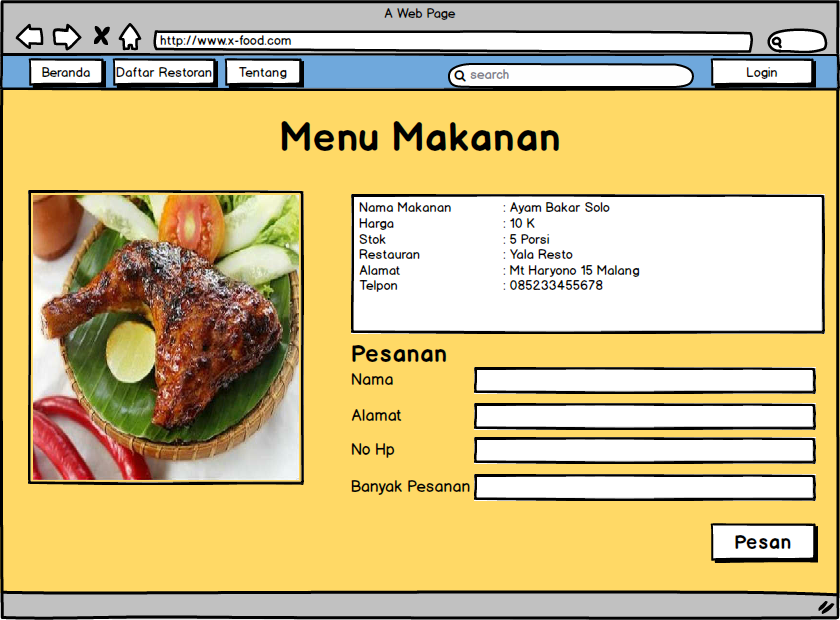 A Web Page
http://www.x-food.com
Beranda
Daftar Restoran
Tentang
search
Login
Menu Makanan
Nama Makanan : Ayam Bakar Solo
Harga : 10 K
Stok : 5 Porsi
Restauran : Yala Resto
Alamat : Mt Haryono 15 Malang
Telpon : 085233455678
Pesanan
Nama
Alamat
No Hp
Banyak Pesanan
Pesan